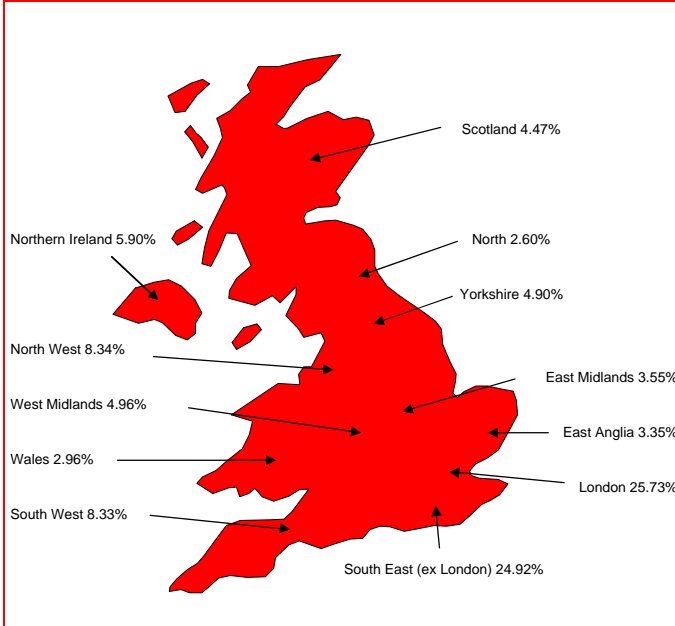 Scotland 4.47%
Northern Ireland 5.90%
North 2.60%
Yorkshire 4.90%
North West 8.34%
East Midlands 3.55%
West Midlands 4.96%
East Anglia 3.35%
Wales 2.96%
London 25.73%
South West 8.33%
South East (ex London) 24.92%